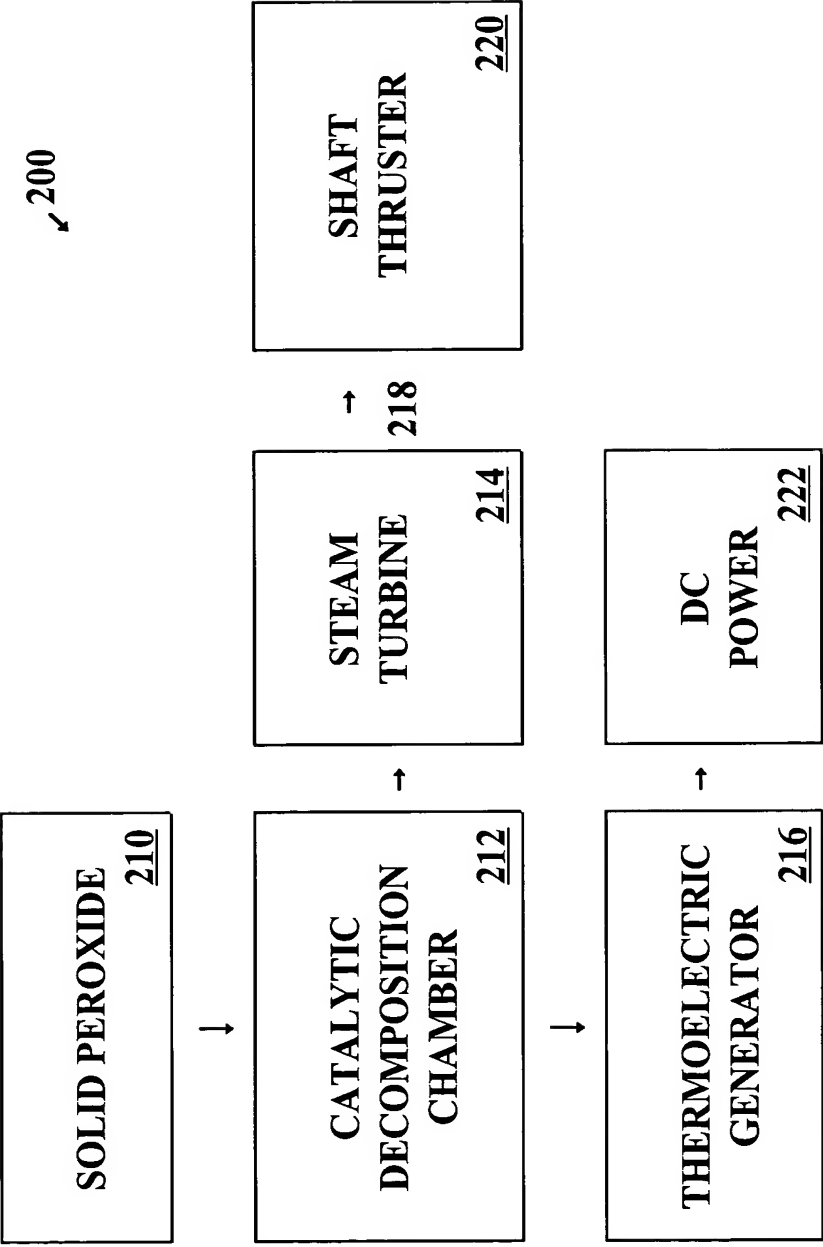 200
SOLID PEROXIDE
210
CATALYTIC
DECOMPOSITION
CHAMBER
212
STEAM
TURBINE
214
218
SHAFT
THRUSTER
220
THERMOELECTRIC
GENERATOR
216
DC
POWER
222